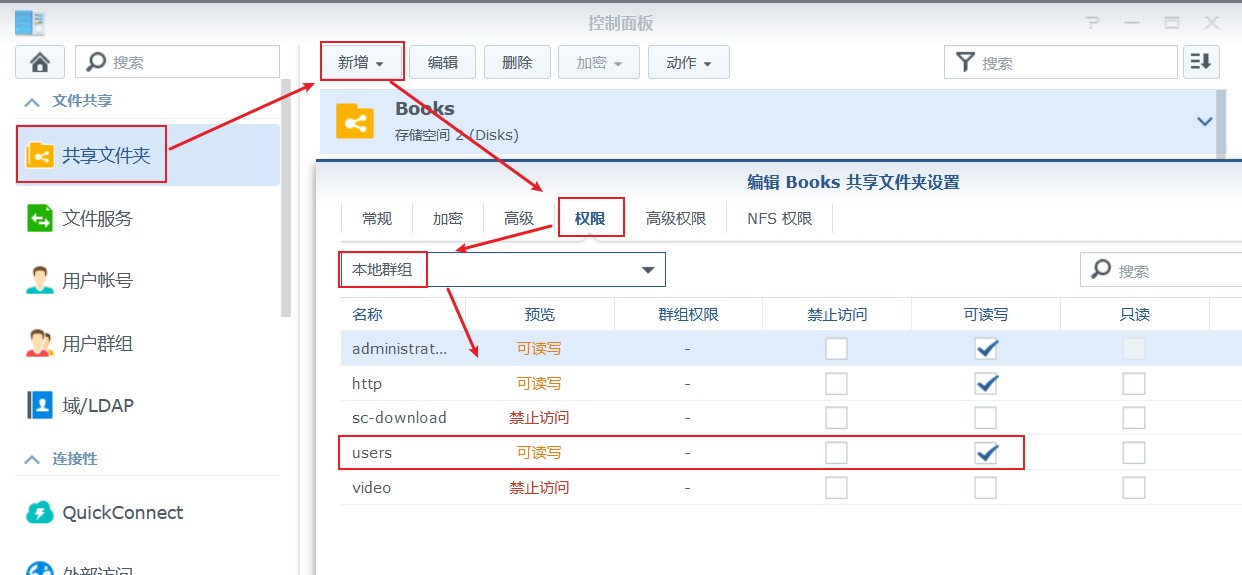 控制面板
搜索
新增
编辑
删除
加密
动作
搜索
文件共享
共享文件夹
文件服务
用户帐号
用户群组
域/LDAP
连接性
QuickConnect
外部访问
Books
存储空间 2 (Disks)
编辑 Books 共享文件夹设置
常规 加密 高级 权限 高级权限 NFS 权限
本地群组
搜索
名称 预览 群组权限 禁止访问 可读写 只读
administrat... 可读写 -
http 可读写 -
sc-download 禁止访问 -
users 可读写 -
video 禁止访问 -